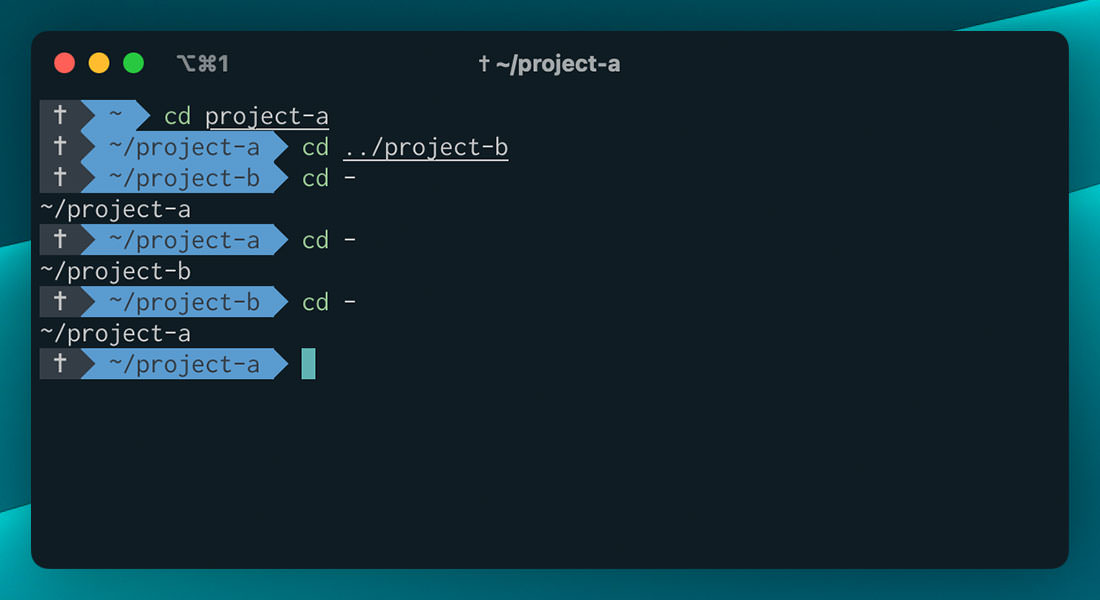 ⌥⌘1
† ~/project-a
† ~ cd project-a
† ~/project-a cd ../project-b
† ~/project-b cd -
~/project-a
† ~/project-a cd -
~/project-b
† ~/project-b cd -
~/project-a
† ~/project-a